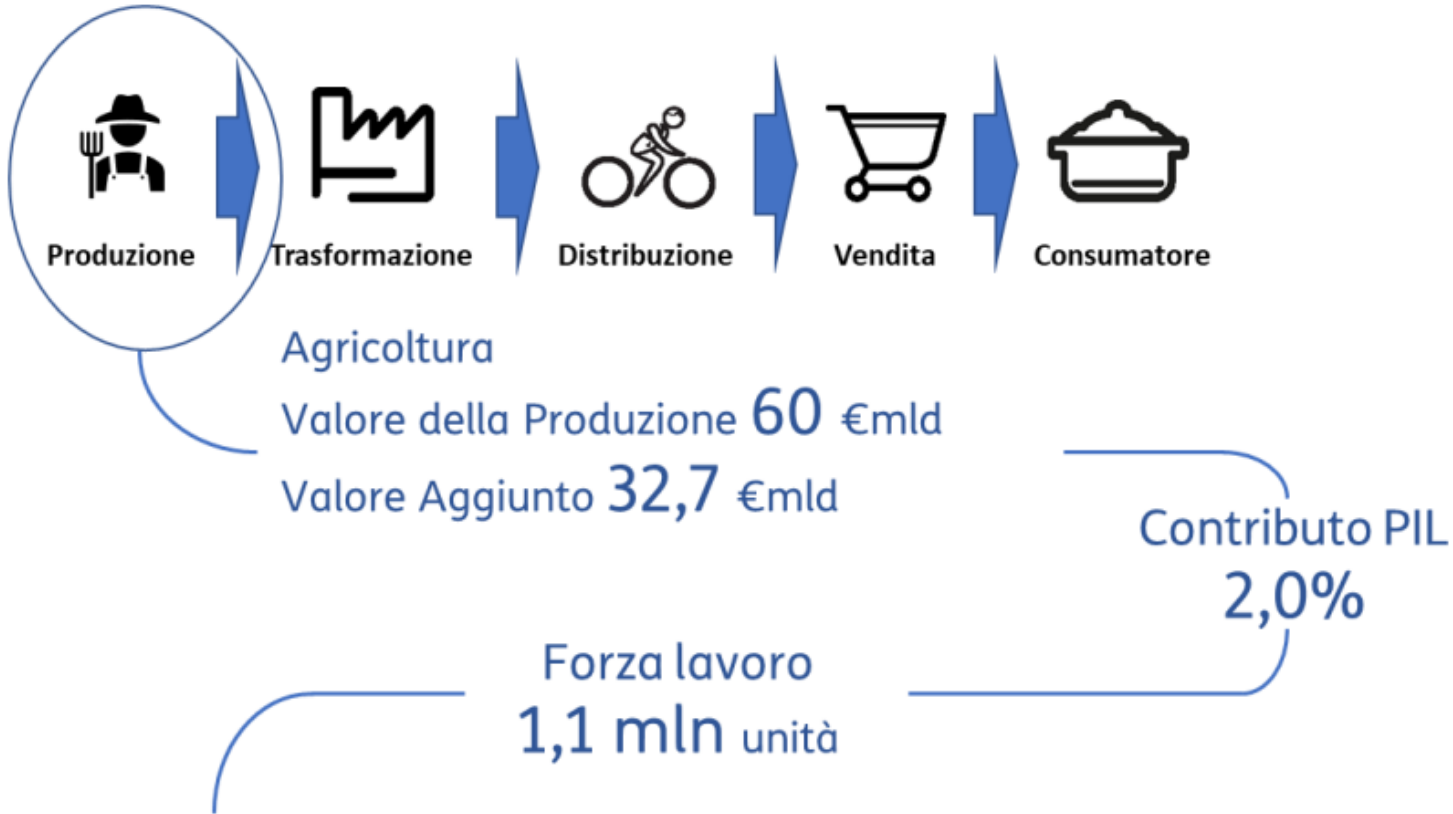 Produzione
Trasformazione
Distribuzione
Vendita
Consumatore
Agricoltura
Valore della Produzione 60 €mld
Valore Aggiunto 32,7 €mld
Contributo PIL
2,0%
Forza lavoro
1,1 mln unità